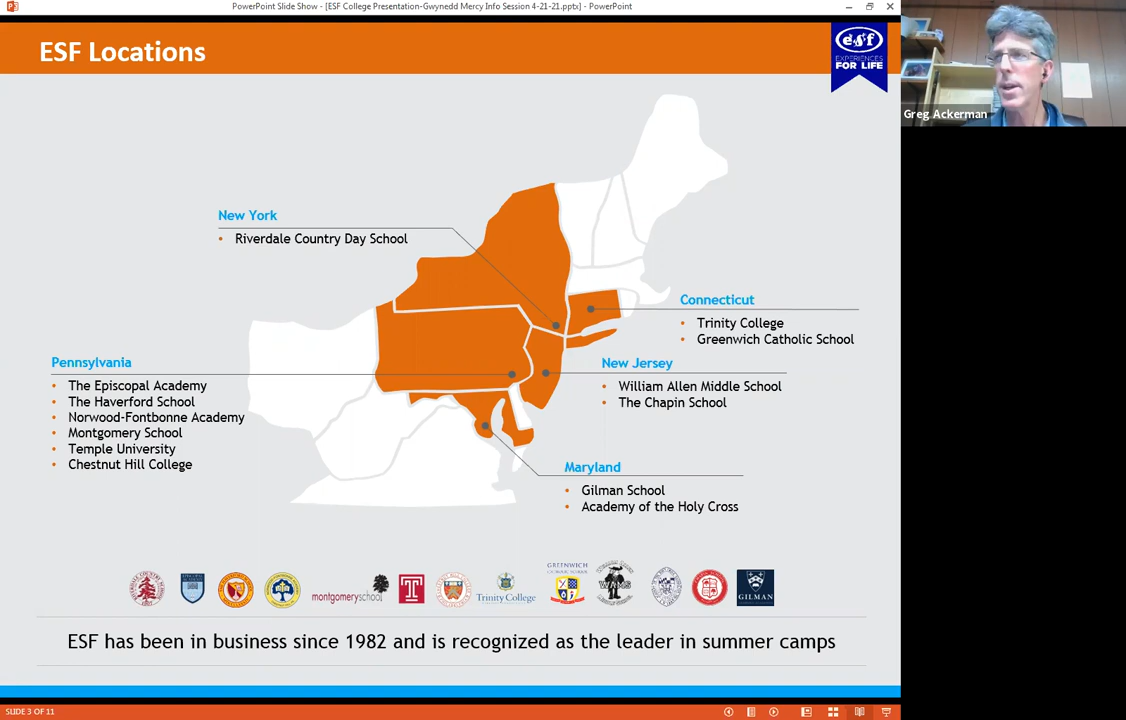 PowerPoint Slide Show - [ESF College Presentation-Gwynedd Mercy Info Session 4-21-21.pptx] - PowerPoint
ESF Locations
esf
EXPERIENCES
FOR LIFE
Greg Ackerman
New York
• Riverdale Country Day School
Connecticut
• Trinity College
• Greenwich Catholic School
Pennsylvania
• The Episcopal Academy
• The Haverford School
• Norwood-Fontbonne Academy
• Montgomery School
• Temple University
• Chestnut Hill College
New Jersey
• William Allen Middle School
• The Chapin School
Maryland
• Gilman School
• Academy of the Holy Cross
montgomeryschool
Trinity College
GREENWICH
CATHOLIC SCHOOL
WAMS
GILMAN
ESF has been in business since 1982 and is recognized as the leader in summer camps
SLIDE 3 OF 11